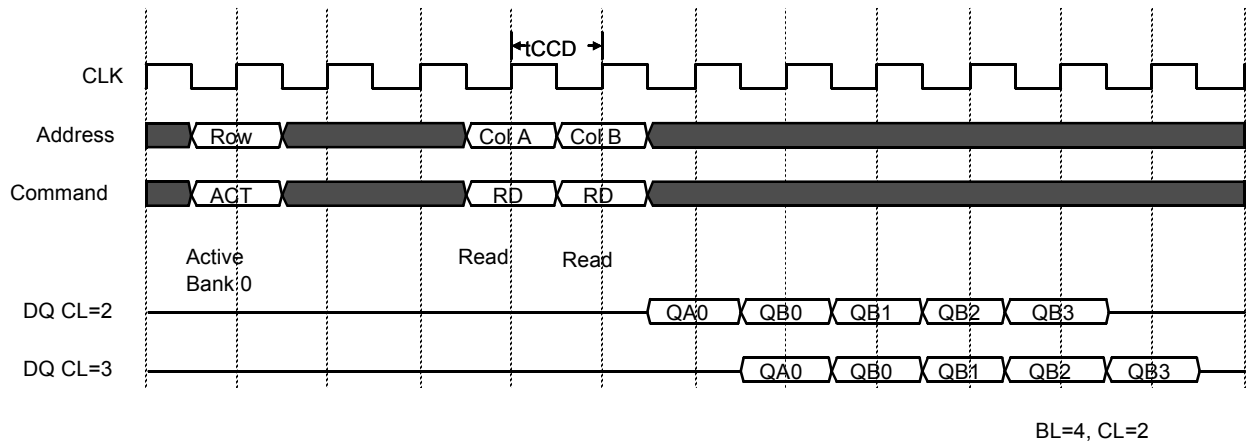 tCCD
CLK
Address Row Col A Col B
Command ACT RD RD
Active Read Read
Bank 0
DQ CL=2 QA0 QB0 QB1 QB2 QB3
DQ CL=3 QA0 QB0 QB1 QB2 QB3
BL=4, CL=2